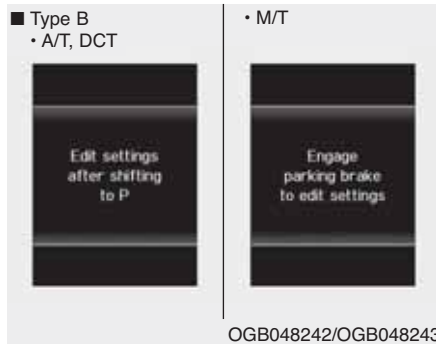 ■ Type B
• A/T, DCT
Edit settings
after shifting
to P
• M/T
Engage
parking brake
to edit settings
OGB048242/OGB048243